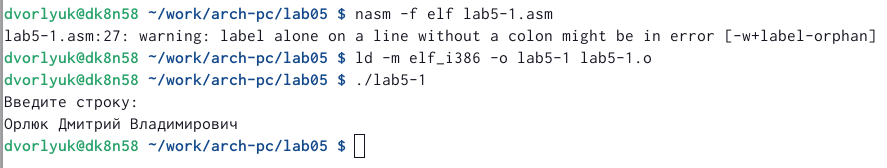 dvorlyuk@dk8n58 ~/work/arch-pc/lab05 $ nasm -f elf lab5-1.asm
lab5-1.asm:27: warning: label alone on a line without a colon might be in error [-w+label-orphan]
dvorlyuk@dk8n58 ~/work/arch-pc/lab05 $ ld -m elf_i386 -o lab5-1 lab5-1.o
dvorlyuk@dk8n58 ~/work/arch-pc/lab05 $ ./lab5-1
Введите строку:
Орлюк Дмитрий Владимирович
dvorlyuk@dk8n58 ~/work/arch-pc/lab05 $